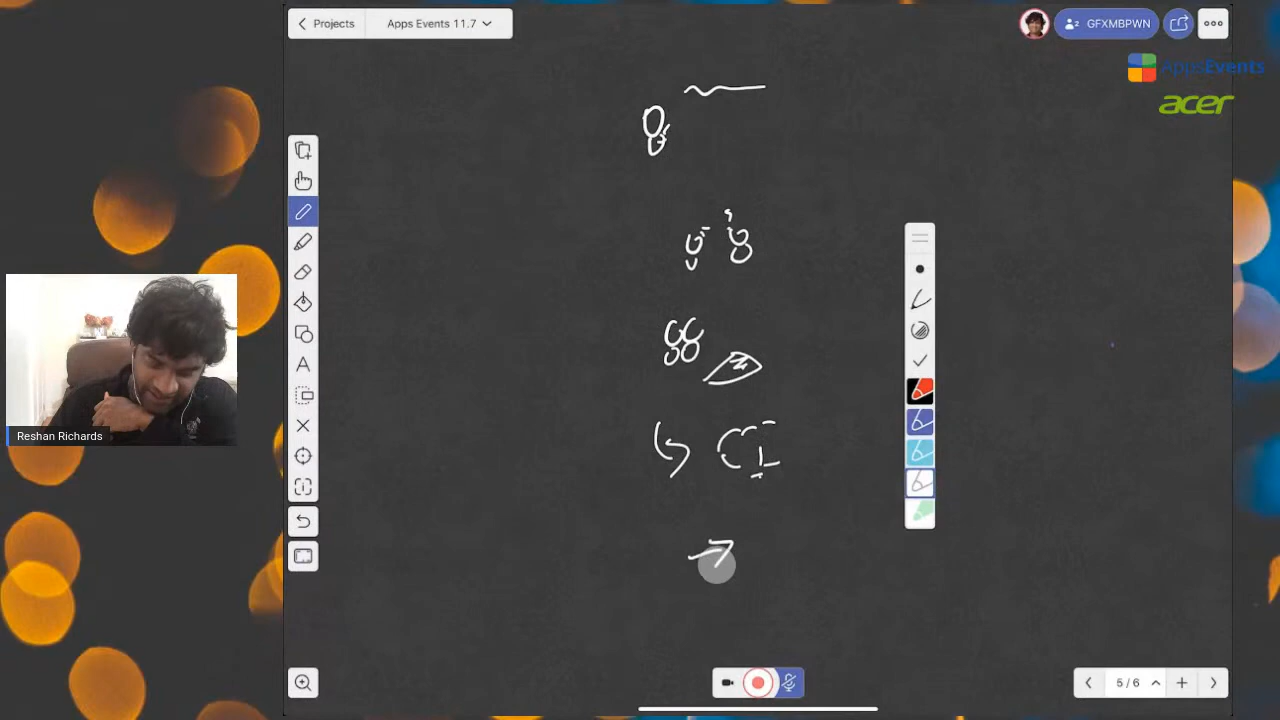 Projects
Apps Events 11.7
GFXMBPWN
AppsEvents
acer
Reshan Richards
5 / 6